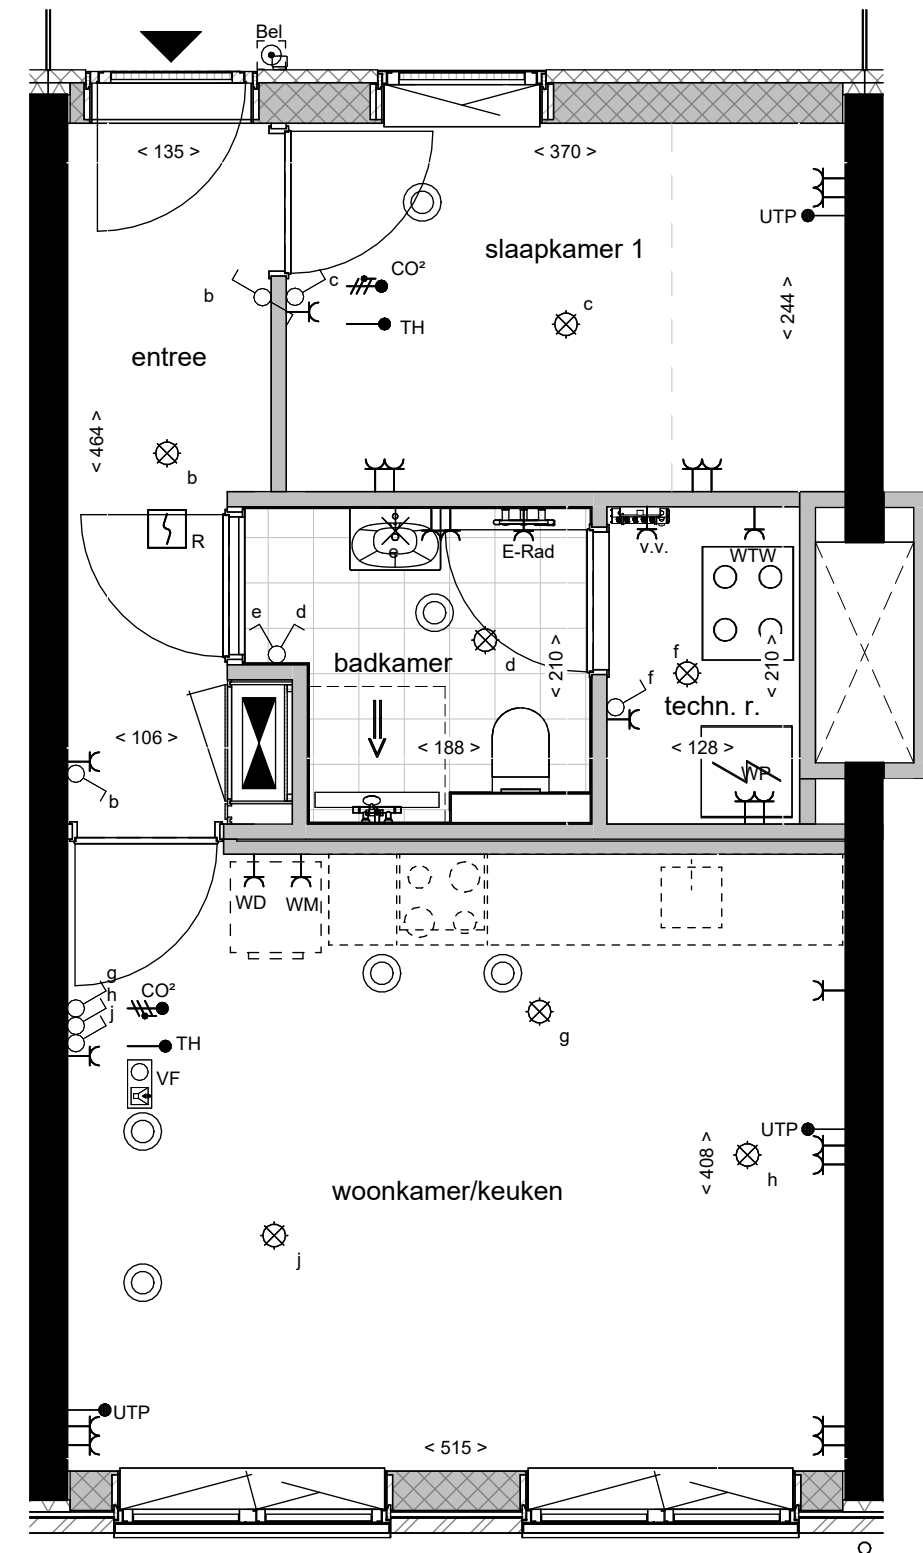 Bel
< 135 >
< 370 >
UTP
slaapkamer 1
CO²
c
b
c
< 244 >
TH
entree
< 464 >
b
R
E-Rad
v.v.
WTW
e
d
d
badkamer
< 210 >
f
f
< 210 >
techn. r.
< 106 >
< 188 >
< 128 >
WP
b
WD
WM
g
h
j
CO²
g
TH
VF
UTP
< 408 >
h
woonkamer/keuken
j
UTP
< 515 >